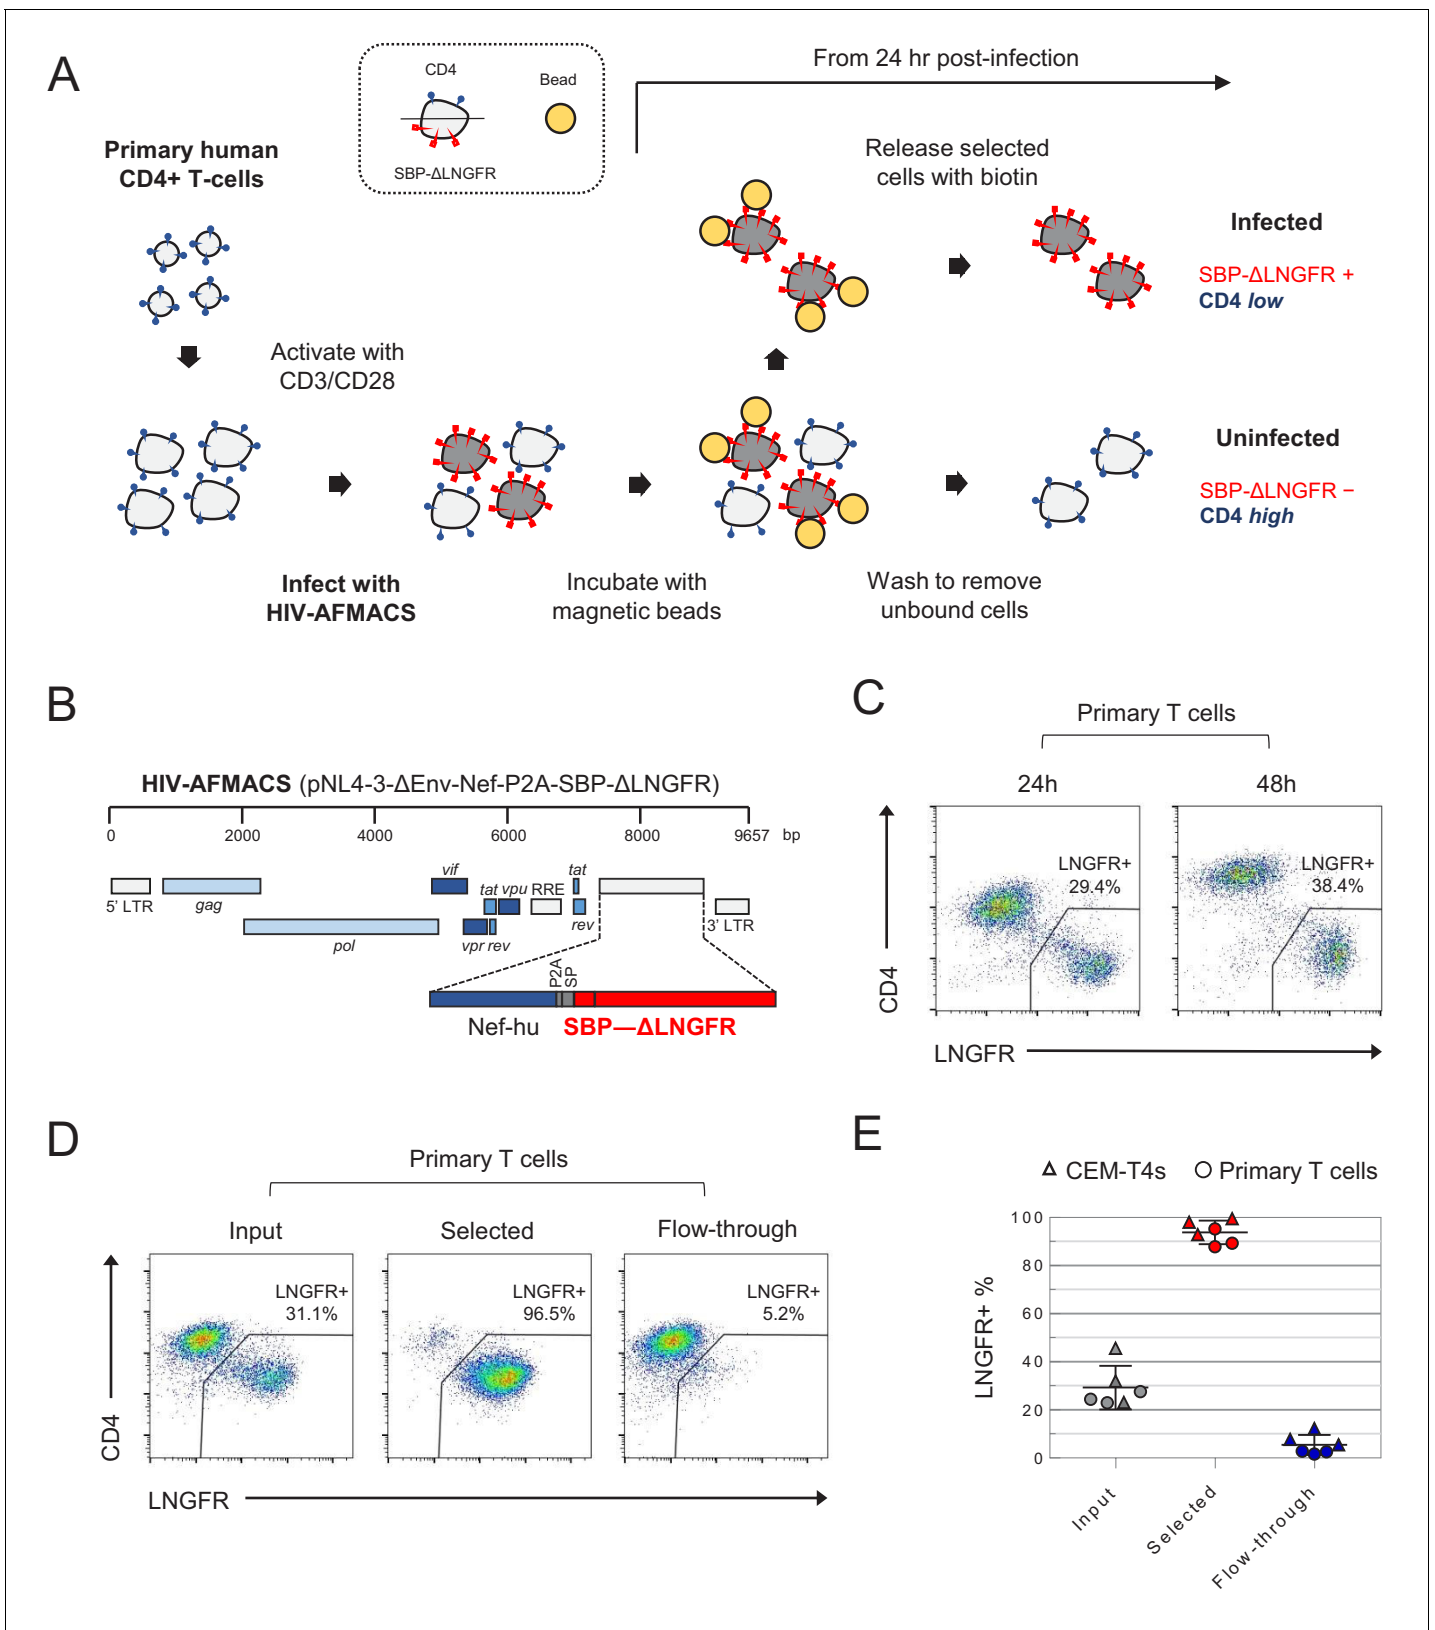 A
CD4
Bead
SBP-ΔLNGFR
From 24 hr post-infection
Primary human
CD4+ T-cells
Release selected
cells with biotin
Infected
SBP-ΔLNGFR +
CD4 low
Activate with
CD3/CD28
Uninfected
SBP-ΔLNGFR −
CD4 high
Infect with
HIV-AFMACS
Incubate with
magnetic beads
Wash to remove
unbound cells
B
HIV-AFMACS (pNL4-3-ΔEnv-Nef-P2A-SBP-ΔLNGFR)
0 2000 4000 6000 8000 9657 bp
vif tat
tat vpu RRE
5' LTR gag rev 3' LTR
pol vpr rev
P2A
SP
Nef-hu SBP—ΔLNGFR
C
Primary T cells
24h 48h
LNGFR+
29.4%
LNGFR+
38.4%
CD4
LNGFR
D
Primary T cells
Input Selected Flow-through
LNGFR+
31.1%
LNGFR+
96.5%
LNGFR+
5.2%
CD4
LNGFR
E
CEM-T4s Primary T cells
LNGFR+ %
100
80
60
40
20
0
Input
Selected
Flow-through